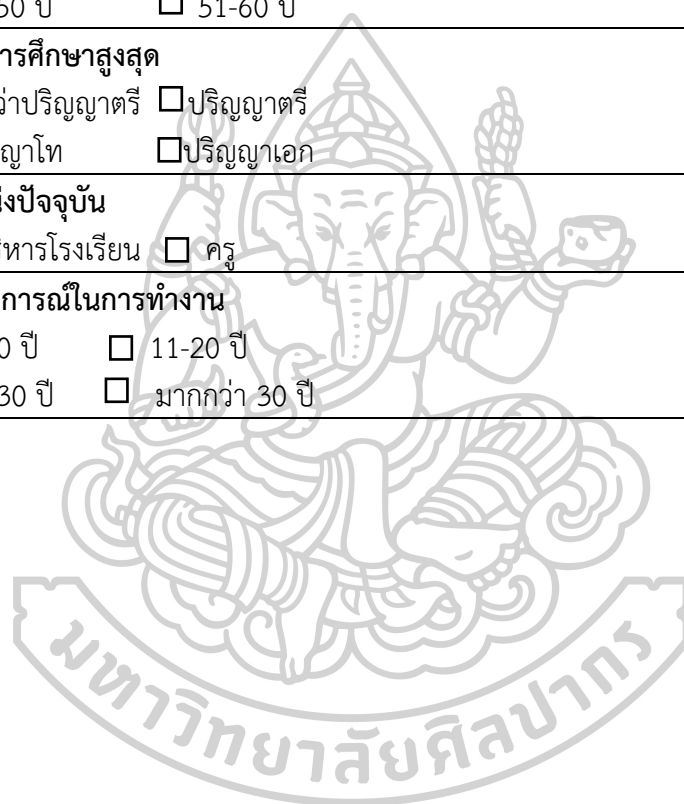 50 ปี ☐ 51-60 ปี
ารศึกษาสูงสุด
ว่าปริญญาตรี ☐ปริญญาตรี
ญาโท ☐ปริญญาเอก
น่งปัจจุบัน
ริหารโรงเรียน ☐ ครู
การณ์ในการทำงาน
0 ปี ☐ 11-20 ปี
30 ปี ☐ มากกว่า 30 ปี
มหาวิทยาลัยศิลปากร